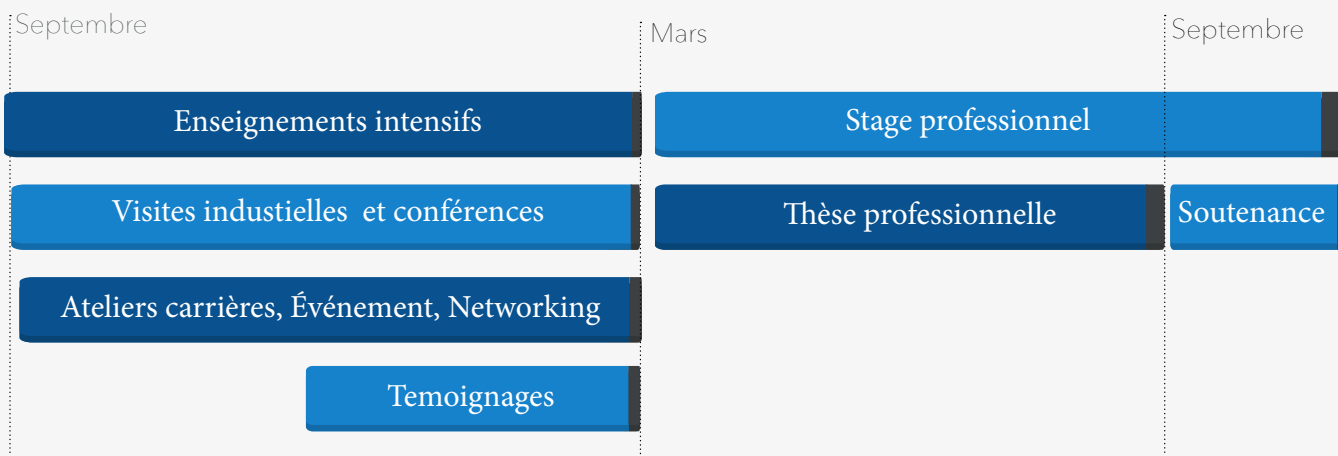 Septembre
Mars
Septembre
Enseignements intensifs
Stage professionnel
Visites industielles et conférences
Thèse professionnelle
Soutenance
Ateliers carrières, Événement, Networking
Temoignages